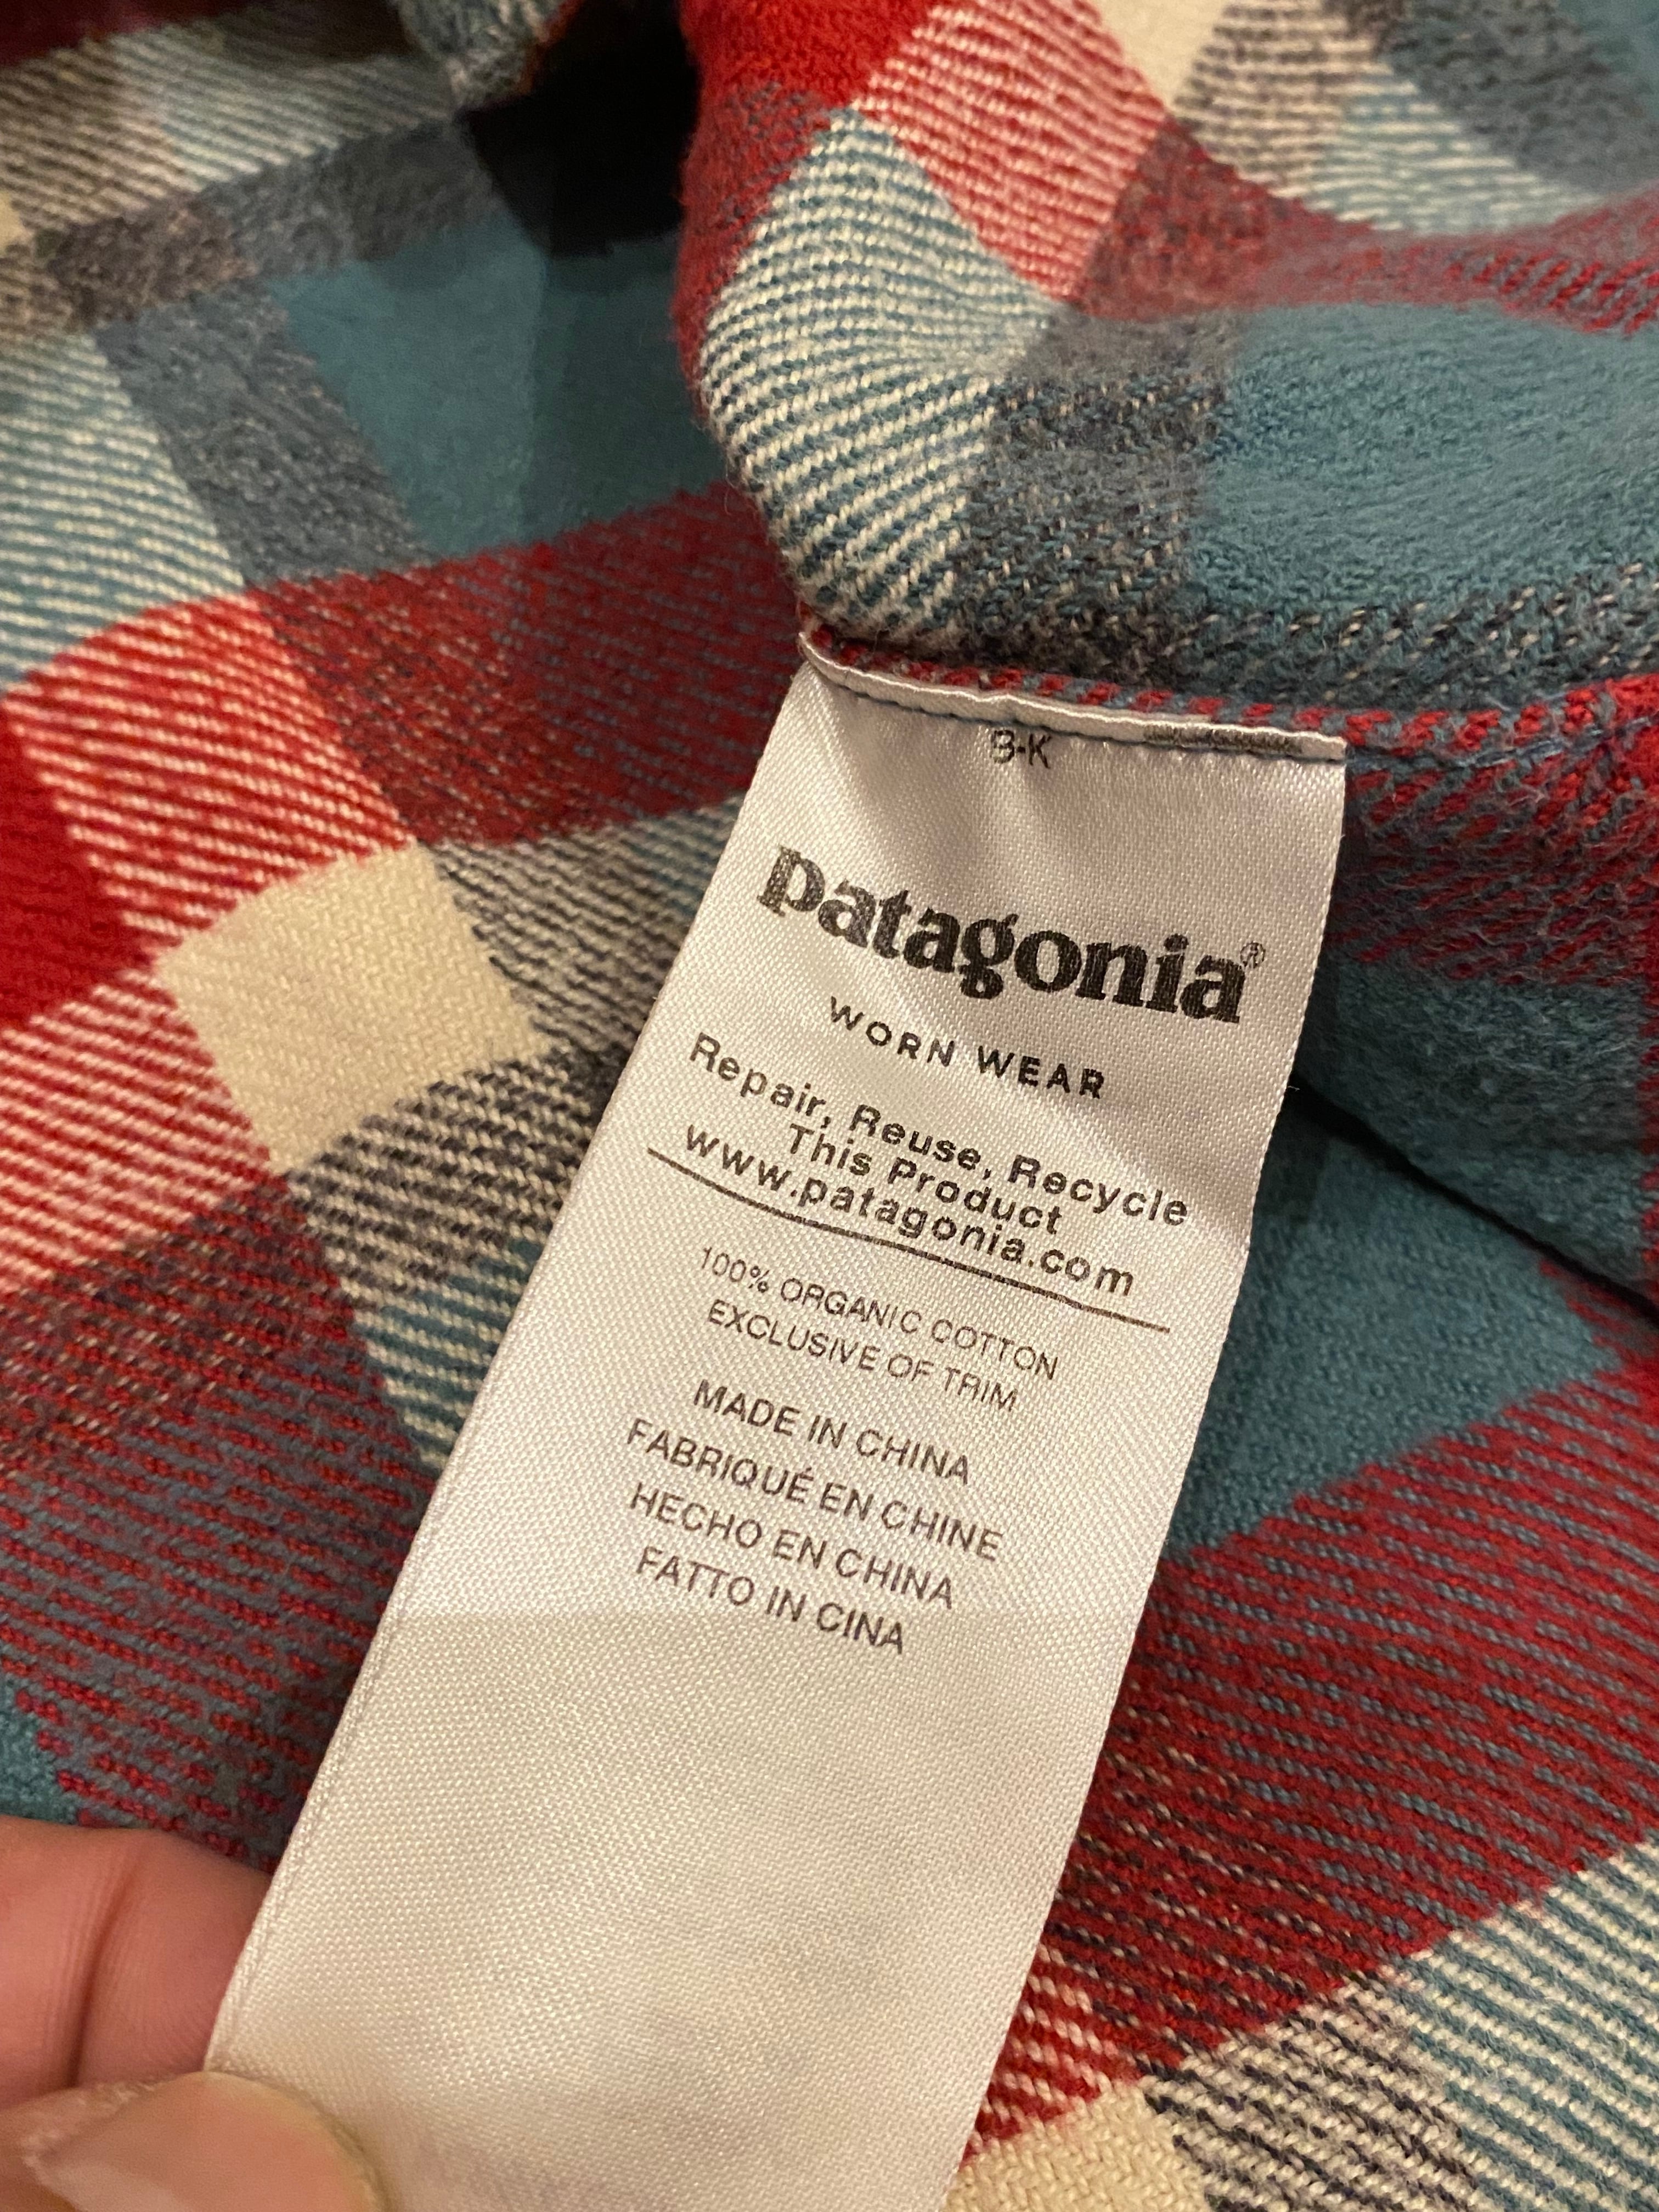 B-K
patagonia®
WORN WEAR
Repair, Reuse, Recycle
This Product
www.patagonia.com
100% ORGANIC COTTON
EXCLUSIVE OF TRIM
MADE IN CHINA
FABRIQUÉ EN CHINE
HECHO EN CHINA
FATTO IN CINA